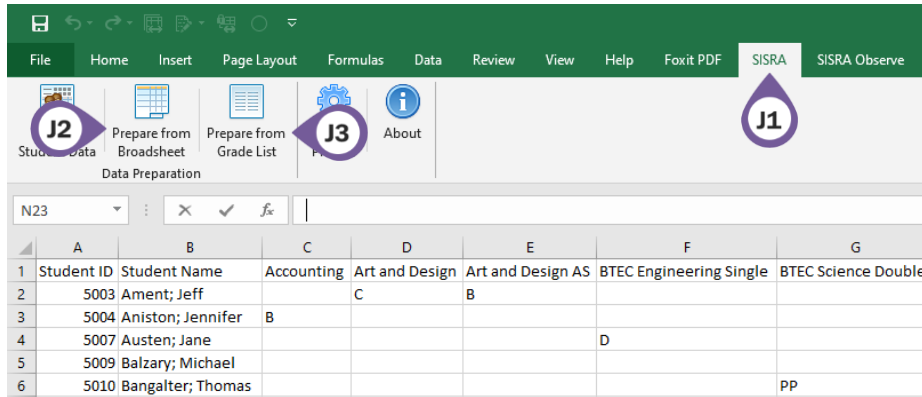 File Home Insert Page Layout Formulas Data Review View Help Foxit PDF SISRA SISRA Observe
J1
J2 Prepare from Prepare from J3 About
Data Broadsheet Grade List
Data Preparation
N23 fx
A B C D E F G
1 Student ID Student Name Accounting Art and Design Art and Design AS BTEC Engineering Single BTEC Science Double
2 5003 Ament; Jeff C B
3 5004 Aniston; Jennifer B
4 5007 Austen; Jane D
5 5009 Balzary; Michael
6 5010 Bangalter; Thomas PP